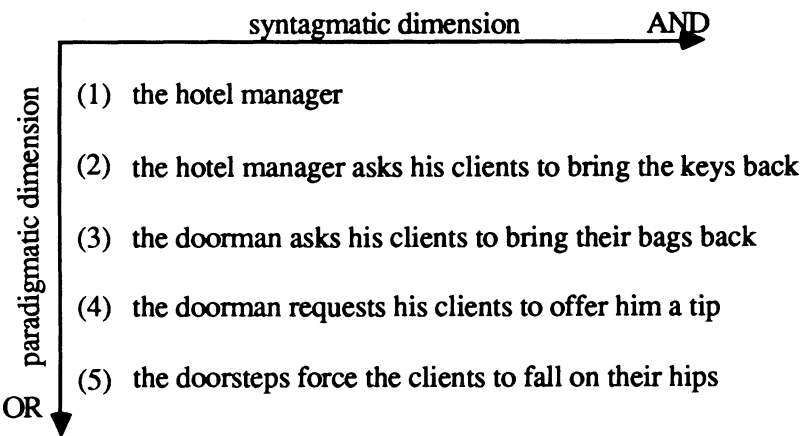 syntagmatic dimension AND
paradigmatic dimension
(1) the hotel manager
(2) the hotel manager asks his clients to bring the keys back
(3) the doorman asks his clients to bring their bags back
(4) the doorman requests his clients to offer him a tip
(5) the doorsteps force the clients to fall on their hips
OR